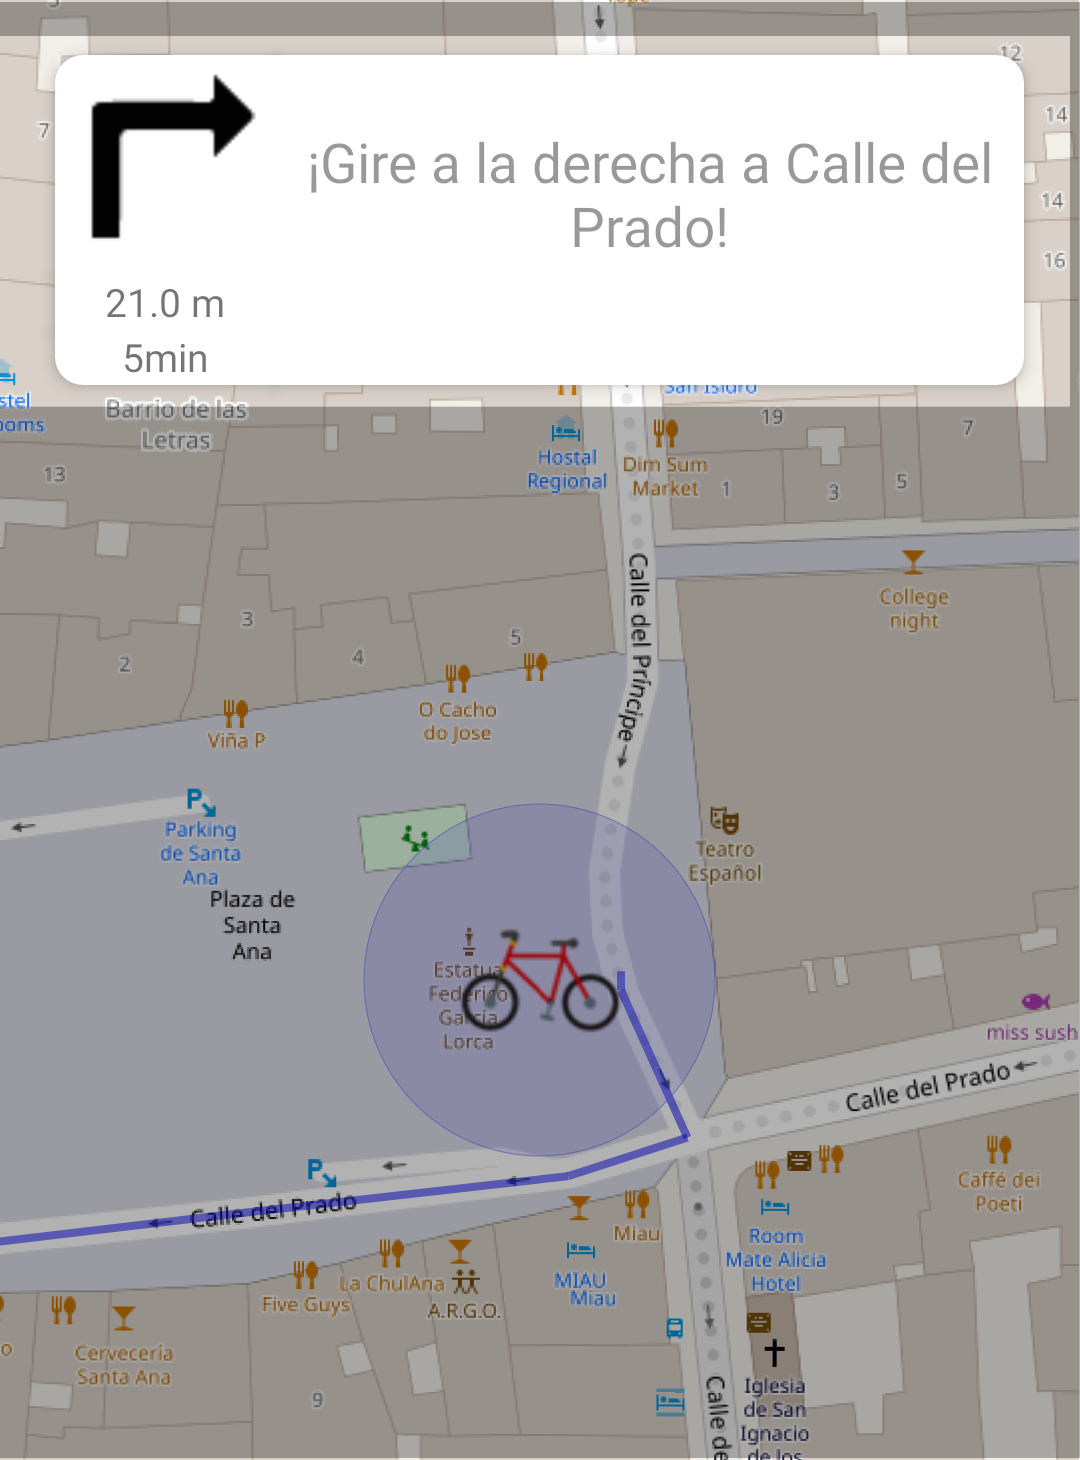 12
7
14
14
16
¡Gire a la derecha a Calle del
Prado!
21.0 m
5min
San Isidro
Barrio de las
Letras
19
7
13
Hostal
Regional
Dim Sum
Market
1
3
5
College
night
Calle del Príncipe
3
5
2
4
O Cacho
do Jose
Viña P
P
Parking
de Santa
Ana
Plaza de
Santa
Ana
Teatro
Español
Estatua
Federico
García
Lorca
miss sush
Calle del Prado
P
Calle del Prado
Caffé dei
Poeti
Miau
Room
Mate Alicia
Hotel
La ChulAna
MIAU
Miau
Five Guys
A.R.G.O.
Cervecería
Santa Ana
9
Calle de
Iglesia
de San
Ignacio
de los